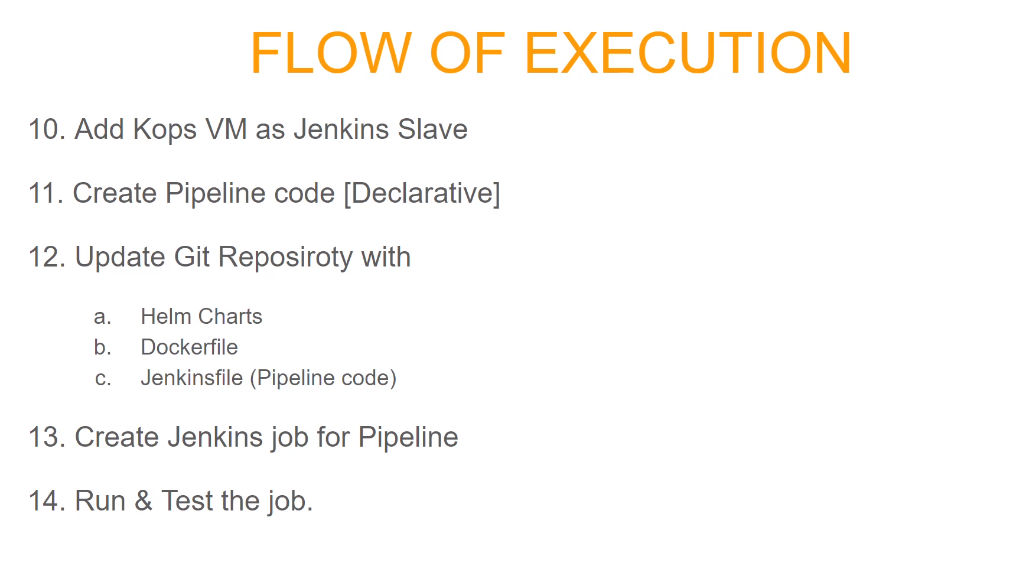 FLOW OF EXECUTION
10. Add Kops VM as Jenkins Slave
11. Create Pipeline code [Declarative]
12. Update Git Reposiroty with
a. Helm Charts
b. Dockerfile
c. Jenkinsfile (Pipeline code)
13. Create Jenkins job for Pipeline
14. Run & Test the job.